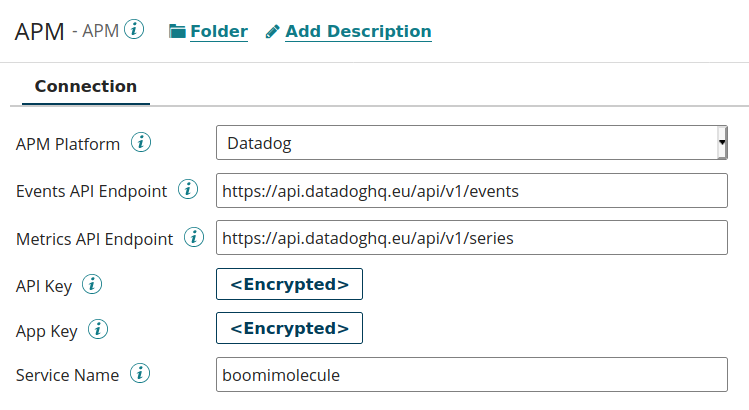 APM - APM i Folder Add Description
Connection
APM Platform i Datadog
Events API Endpoint i https://api.datadoghq.eu/api/v1/events
Metrics API Endpoint i https://api.datadoghq.eu/api/v1/series
API Key i <Encrypted>
App Key i <Encrypted>
Service Name i boomimolecule